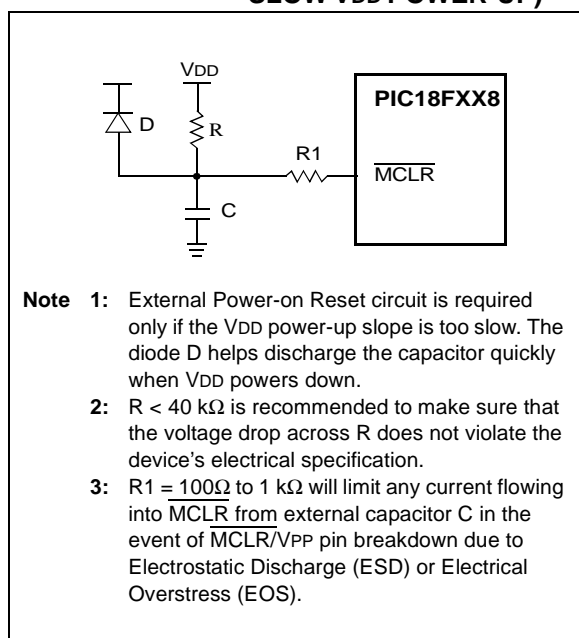 VDD
PIC18FXX8
D
R
R1
MCLR
C
Note 1: External Power-on Reset circuit is required
only if the VDD power-up slope is too slow. The
diode D helps discharge the capacitor quickly
when VDD powers down.
2: R < 40 kΩ is recommended to make sure that
the voltage drop across R does not violate the
device's electrical specification.
3: R1 = 100Ω to 1 kΩ will limit any current flowing
into MCLR from external capacitor C in the
event of MCLR/VPP pin breakdown due to
Electrostatic Discharge (ESD) or Electrical
Overstress (EOS).